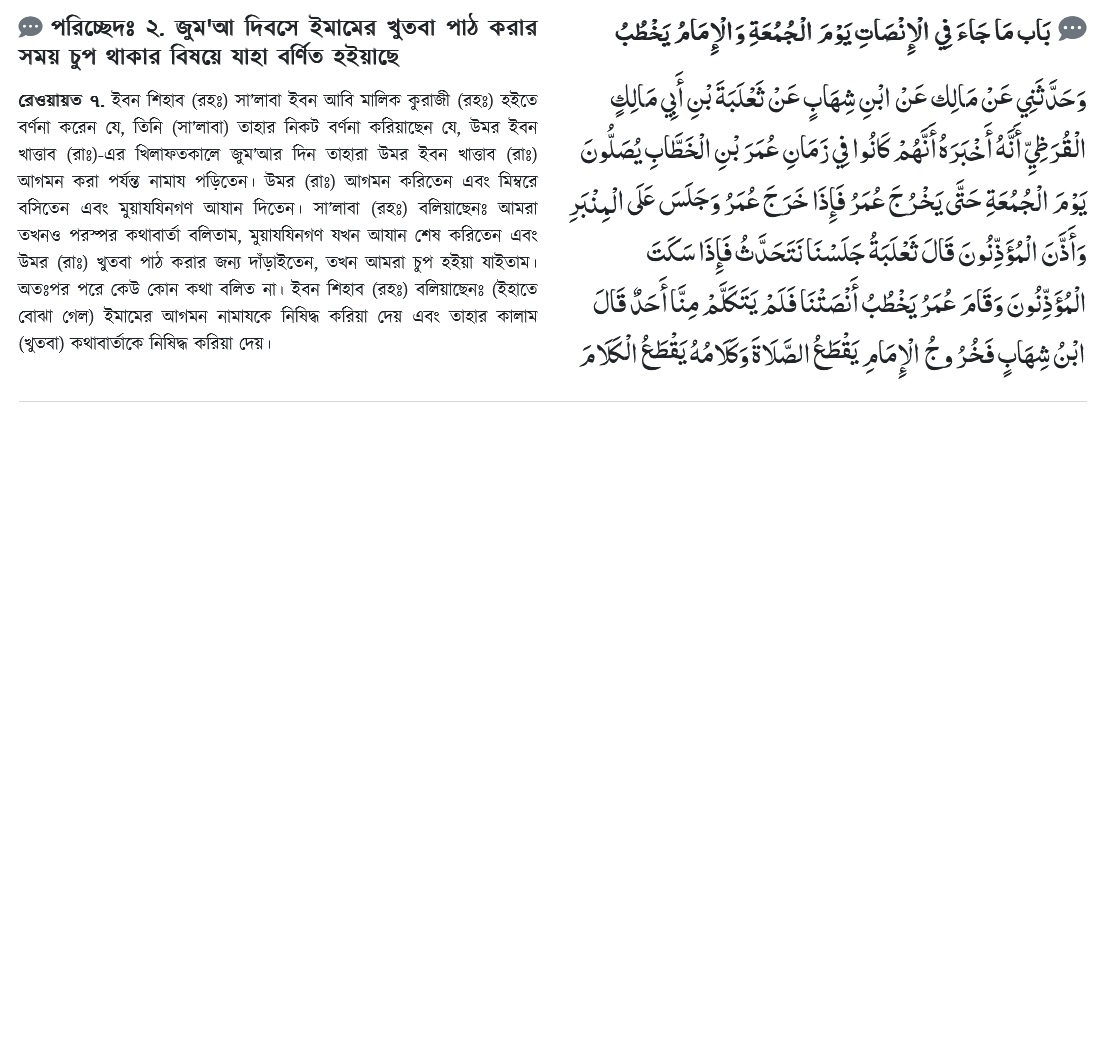 পরিচ্ছেদঃ ২. জুম'আ দিবসে ইমামের খুতবা পাঠ করার
সময় চুপ থাকার বিষয়ে যাহা বর্ণিত হইয়াছে
রেওয়ায়ত ৭. ইবন শিহাব (রহঃ) সা'লাবা ইবন আবি মালিক কুরাজী (রহঃ) হইতে
বর্ণনা করেন যে, তিনি (সা'লাবা) তাহার নিকট বর্ণনা করিয়াছেন যে, উমর ইবন
খাত্তাব (রাঃ)-এর খিলাফতকালে জুম'আর দিন তাহারা উমর ইবন খাত্তাব (রাঃ)
আগমন করা পর্যন্ত নামায পড়িতেন। উমর (রাঃ) আগমন করিতেন এবং মিম্বরে
বসিতেন এবং মুয়াযযিনগণ আযান দিতেন। সা'লাবা (রহঃ) বলিয়াছেনঃ আমরা
তখনও পরস্পর কথাবার্তা বলিতাম, মুয়াযযিনগণ যখন আযান শেষ করিতেন এবং
উমর (রাঃ) খুতবা পাঠ করার জন্য দাঁড়াইতেন, তখন আমরা চুপ হইয়া যাইতাম।
অতঃপর পরে কেউ কোন কথা বলিত না। ইবন শিহাব (রহঃ) বলিয়াছেনঃ (ইহাতে
বোঝা গেল) ইমামের আগমন নামাযকে নিষিদ্ধ করিয়া দেয় এবং তাহার কালাম
(খুতবা) কথাবার্তাকে নিষিদ্ধ করিয়া দেয়।
بَاب مَا جَاءَ فِي الْإِنْصَاتِ يَوْمَ الْجُمُعَةِ وَالْإِمَامُ يَخْطُبُ
وَحَدَّثَنِي عَنْ مَالِك عَنْ ابْنِ شِهَابٍ عَنْ ثَعْلَبَةَ بْنِ أَبِي مَالِكٍ
الْقُرَظِيِّ أَنَّهُ أَخْبَرَهُ أَنَّهُمْ كَانُوا فِي زَمَانِ عُمَرَ بْنِ الْخَطَّابِ يُصَلُّونَ
يَوْمَ الْجُمُعَةِ حَتَّى يَخْرُجَ عُمَرُ فَإِذَا خَرَجَ عُمَرُ وَجَلَسَ عَلَى الْمِنْبَرِ
وَأَذَّنَ الْمُؤَذِّنُونَ قَالَ ثَعْلَبَةُ جَلَسْنَا نَتَحَدَّثُ فَإِذَا سَكَتَ
الْمُؤَذِّنُونَ وَقَامَ عُمَرُ يَخْطُبُ أَنْصَتْنَا فَلَمْ يَتَكَلَّمْ مِنَّا أَحَدٌ قَالَ
ابْنُ شِهَابٍ فَخُرُوجُ الْإِمَامِ يَقْطَعُ الصَّلَاةَ وَكَلَامُهُ يَقْطَعُ الْكَلَامَ